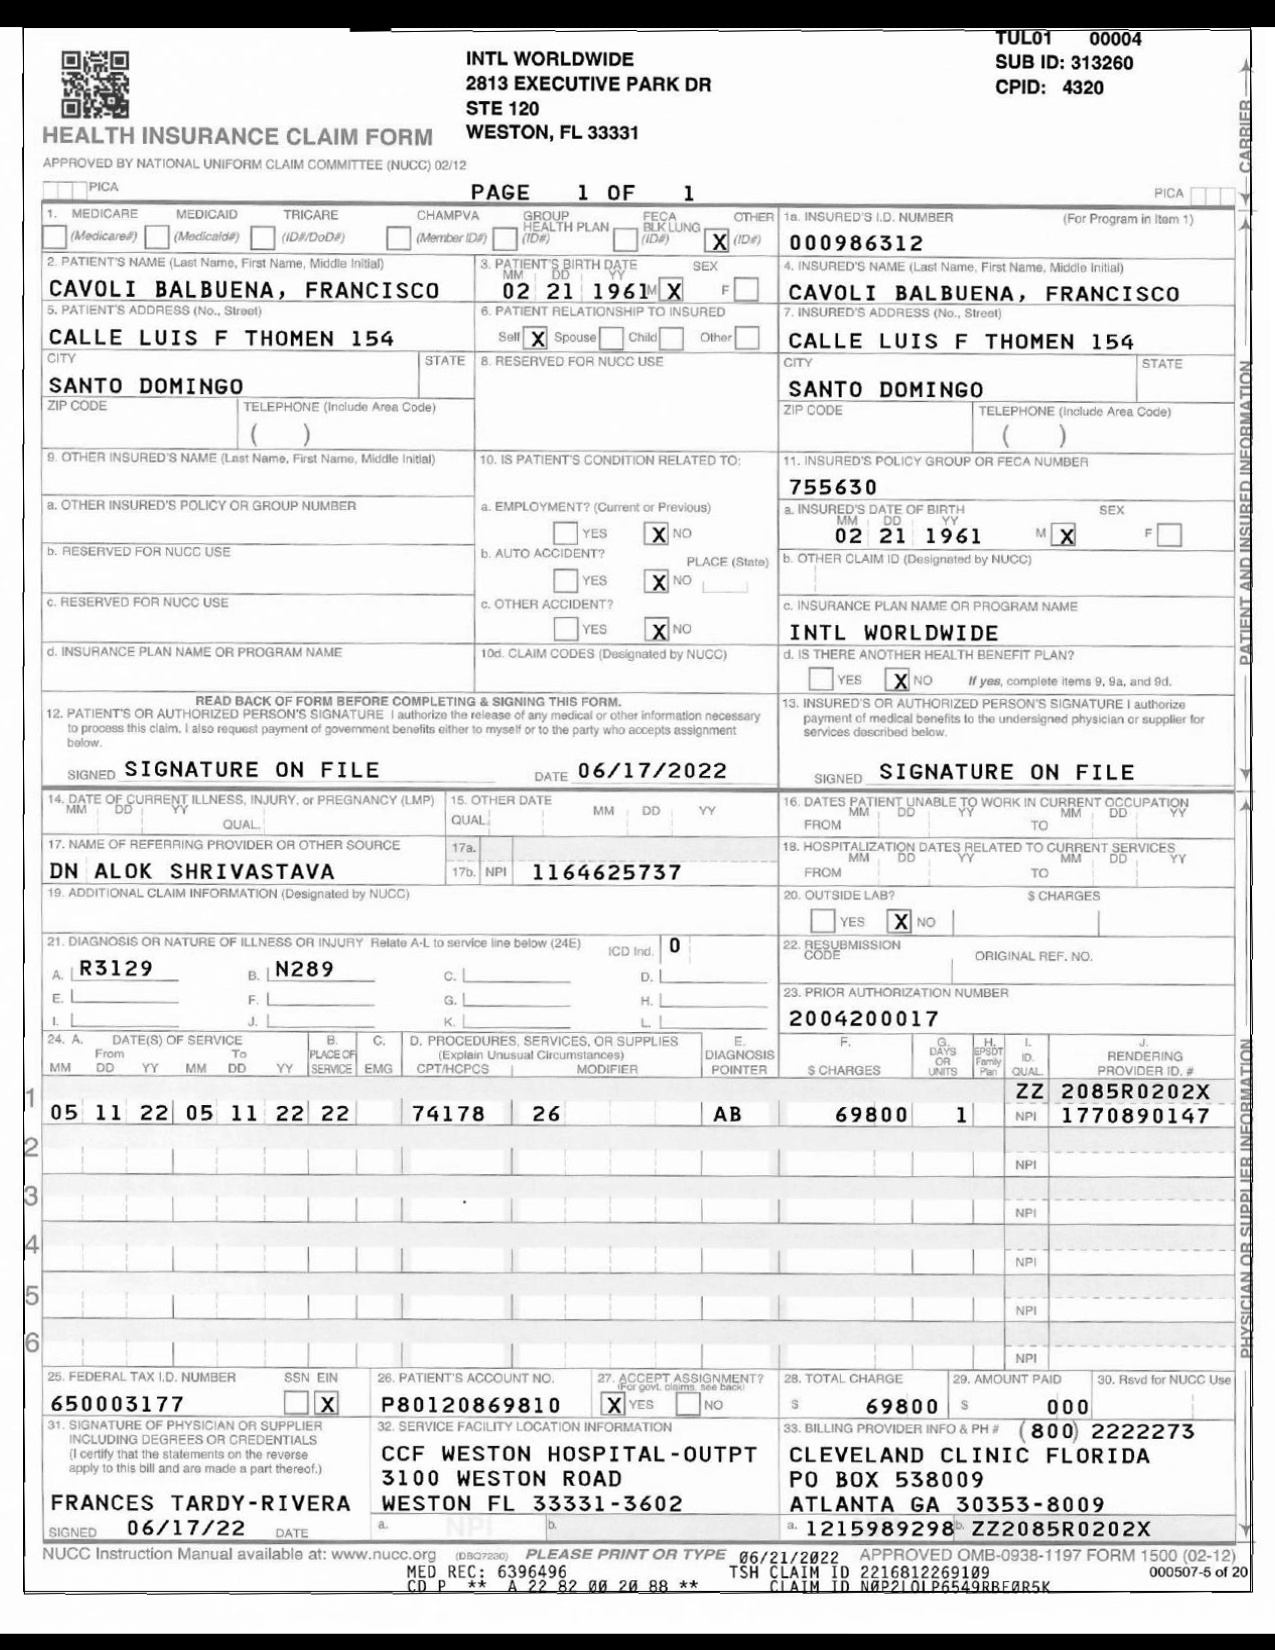 TUL01 00004
INTL WORLDWIDE
SUB ID: 313260
2813 EXECUTIVE PARK DR
CPID: 4320
STE 120
WESTON, FL 33331
HEALTH INSURANCE CLAIM FORM
APPROVED BY NATIONAL UNIFORM CLAIM COMMITTEE (NUCC) 02/12
CARRIER
PICA
PAGE 1 OF 1
PICA
1. MEDICARE MEDICAID TRICARE CHAMPVA GROUP HEALTH PLAN FECA BLK LUNG OTHER
(Medicare#) (Medicaid#) (ID#/DoD#) (Member ID#) (ID#) (ID#) X (ID#)
1a. INSURED'S I.D. NUMBER (For Program in Item 1)
000986312
2. PATIENT'S NAME (Last Name, First Name, Middle Initial)
CAVOLI BALBUENA, FRANCISCO
3. PATIENT'S BIRTH DATE SEX
MM DD YY
02 21 1961 M X F
4. INSURED'S NAME (Last Name, First Name, Middle Initial)
CAVOLI BALBUENA, FRANCISCO
5. PATIENT'S ADDRESS (No., Street)
CALLE LUIS F THOMEN 154
6. PATIENT RELATIONSHIP TO INSURED
Self X Spouse Child Other
7. INSURED'S ADDRESS (No., Street)
CALLE LUIS F THOMEN 154
CITY STATE
SANTO DOMINGO
8. RESERVED FOR NUCC USE
CITY STATE
SANTO DOMINGO
ZIP CODE TELEPHONE (Include Area Code)
( )
ZIP CODE TELEPHONE (Include Area Code)
( )
9. OTHER INSURED'S NAME (Last Name, First Name, Middle Initial)
10. IS PATIENT'S CONDITION RELATED TO:
11. INSURED'S POLICY GROUP OR FECA NUMBER
755630
a. OTHER INSURED'S POLICY OR GROUP NUMBER
a. EMPLOYMENT? (Current or Previous)
YES X NO
a. INSURED'S DATE OF BIRTH SEX
MM DD YY
02 21 1961 M X F
b. RESERVED FOR NUCC USE
b. AUTO ACCIDENT? PLACE (State)
YES X NO
b. OTHER CLAIM ID (Designated by NUCC)
c. RESERVED FOR NUCC USE
c. OTHER ACCIDENT?
YES X NO
c. INSURANCE PLAN NAME OR PROGRAM NAME
INTL WORLDWIDE
d. INSURANCE PLAN NAME OR PROGRAM NAME
10d. CLAIM CODES (Designated by NUCC)
d. IS THERE ANOTHER HEALTH BENEFIT PLAN?
YES X NO If yes, complete items 9, 9a, and 9d.
PATIENT AND INSURED INFORMATION
READ BACK OF FORM BEFORE COMPLETING & SIGNING THIS FORM.
12. PATIENT'S OR AUTHORIZED PERSON'S SIGNATURE I authorize the release of any medical or other information necessary
to process this claim. I also request payment of government benefits either to myself or to the party who accepts assignment
below.
SIGNED SIGNATURE ON FILE DATE 06/17/2022
13. INSURED'S OR AUTHORIZED PERSON'S SIGNATURE I authorize
payment of medical benefits to the undersigned physician or supplier for
services described below.
SIGNED SIGNATURE ON FILE
14. DATE OF CURRENT ILLNESS, INJURY, or PREGNANCY (LMP)
MM DD YY
QUAL.
15. OTHER DATE
QUAL. MM DD YY
16. DATES PATIENT UNABLE TO WORK IN CURRENT OCCUPATION
MM DD YY MM DD YY
FROM TO
17. NAME OF REFERRING PROVIDER OR OTHER SOURCE
DN ALOK SHRIVASTAVA
17a.
17b. NPI 1164625737
18. HOSPITALIZATION DATES RELATED TO CURRENT SERVICES
MM DD YY MM DD YY
FROM TO
19. ADDITIONAL CLAIM INFORMATION (Designated by NUCC)
20. OUTSIDE LAB? $ CHARGES
YES X NO
21. DIAGNOSIS OR NATURE OF ILLNESS OR INJURY Relate A-L to service line below (24E)
ICD Ind. 0
A. R3129 B. N289 C. D.
E. F. G. H.
I. J. K. L.
22. RESUBMISSION CODE ORIGINAL REF. NO.
23. PRIOR AUTHORIZATION NUMBER
2004200017
24. A. DATE(S) OF SERVICE B. C. D. PROCEDURES, SERVICES, OR SUPPLIES E. F. G. H. I. J.
From To PLACE OF (Explain Unusual Circumstances) DIAGNOSIS DAYS OR EPSDT Family ID. RENDERING
MM DD YY MM DD YY SERVICE EMG CPT/HCPCS MODIFIER POINTER $ CHARGES UNITS Plan QUAL. PROVIDER ID. #
ZZ 2085R0202X
1 05 11 22 05 11 22 22 74178 26 AB 69800 1 NPI 1770890147
2 NPI
3 NPI
4 NPI
5 NPI
6 NPI
PHYSICIAN OR SUPPLIER INFORMATION
25. FEDERAL TAX I.D. NUMBER SSN EIN
650003177 X
26. PATIENT'S ACCOUNT NO.
P80120869810
27. ACCEPT ASSIGNMENT?
(For govt. claims, see back)
X YES NO
28. TOTAL CHARGE
$ 69800
29. AMOUNT PAID
$ 000
30. Rsvd for NUCC Use
31. SIGNATURE OF PHYSICIAN OR SUPPLIER
INCLUDING DEGREES OR CREDENTIALS
(I certify that the statements on the reverse
apply to this bill and are made a part thereof.)
FRANCES TARDY-RIVERA
SIGNED 06/17/22 DATE
32. SERVICE FACILITY LOCATION INFORMATION
CCF WESTON HOSPITAL-OUTPT
3100 WESTON ROAD
WESTON FL 33331-3602
a. NPI b.
33. BILLING PROVIDER INFO & PH # (800) 2222273
CLEVELAND CLINIC FLORIDA
PO BOX 538009
ATLANTA GA 30353-8009
a. 1215989298 b. ZZ2085R0202X
NUCC Instruction Manual available at: www.nucc.org (DBQ7230) PLEASE PRINT OR TYPE 06/21/2022 APPROVED OMB-0938-1197 FORM 1500 (02-12)
MED REC: 6396496 TSH CLAIM ID 2216812269109 000507-5 of 20
CD P ** A 22 82 00 20 88 ** CLAIM ID